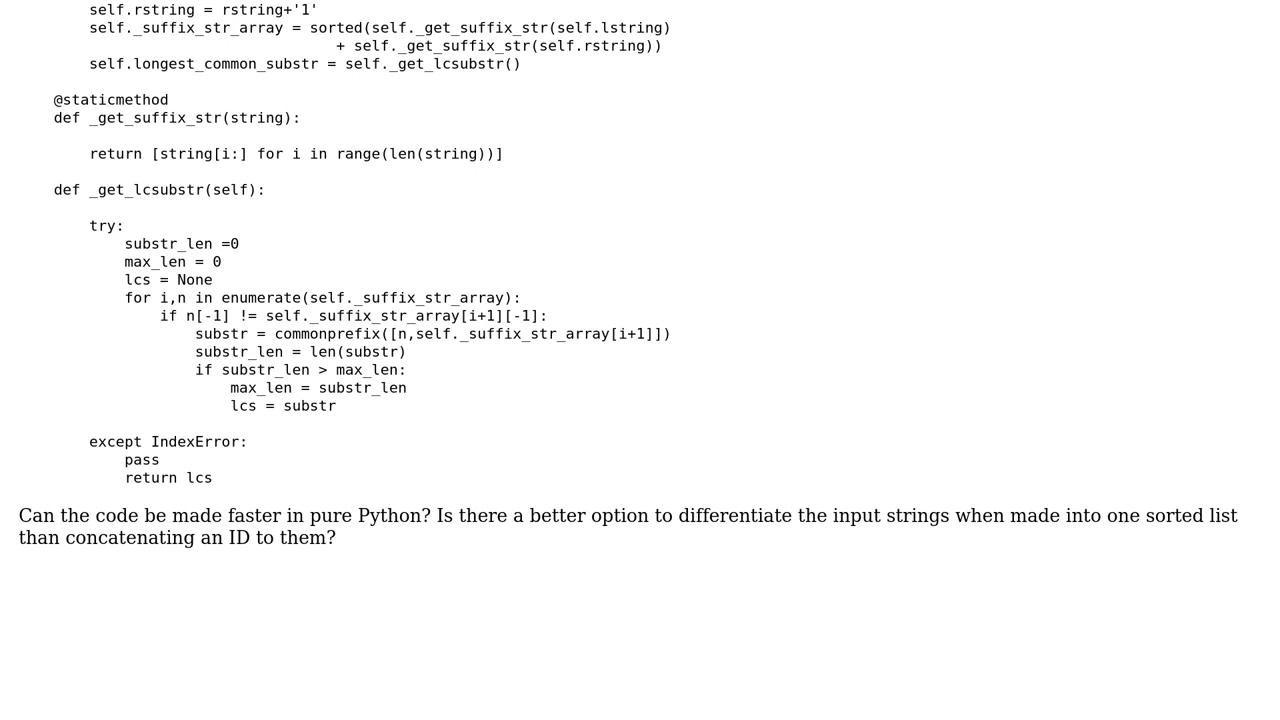 self.rstring = rstring+'1'
self._suffix_str_array = sorted(self._get_suffix_str(self.lstring)
+ self._get_suffix_str(self.rstring))
self.longest_common_substr = self._get_lcsubstr()
@staticmethod
def _get_suffix_str(string):
return [string[i:] for i in range(len(string))]
def _get_lcsubstr(self):
try:
substr_len =0
max_len = 0
lcs = None
for i,n in enumerate(self._suffix_str_array):
if n[-1] != self._suffix_str_array[i+1][-1]:
substr = commonprefix([n,self._suffix_str_array[i+1]])
substr_len = len(substr)
if substr_len > max_len:
max_len = substr_len
lcs = substr
except IndexError:
pass
return lcs
Can the code be made faster in pure Python? Is there a better option to differentiate the input strings when made into one sorted list
than concatenating an ID to them?